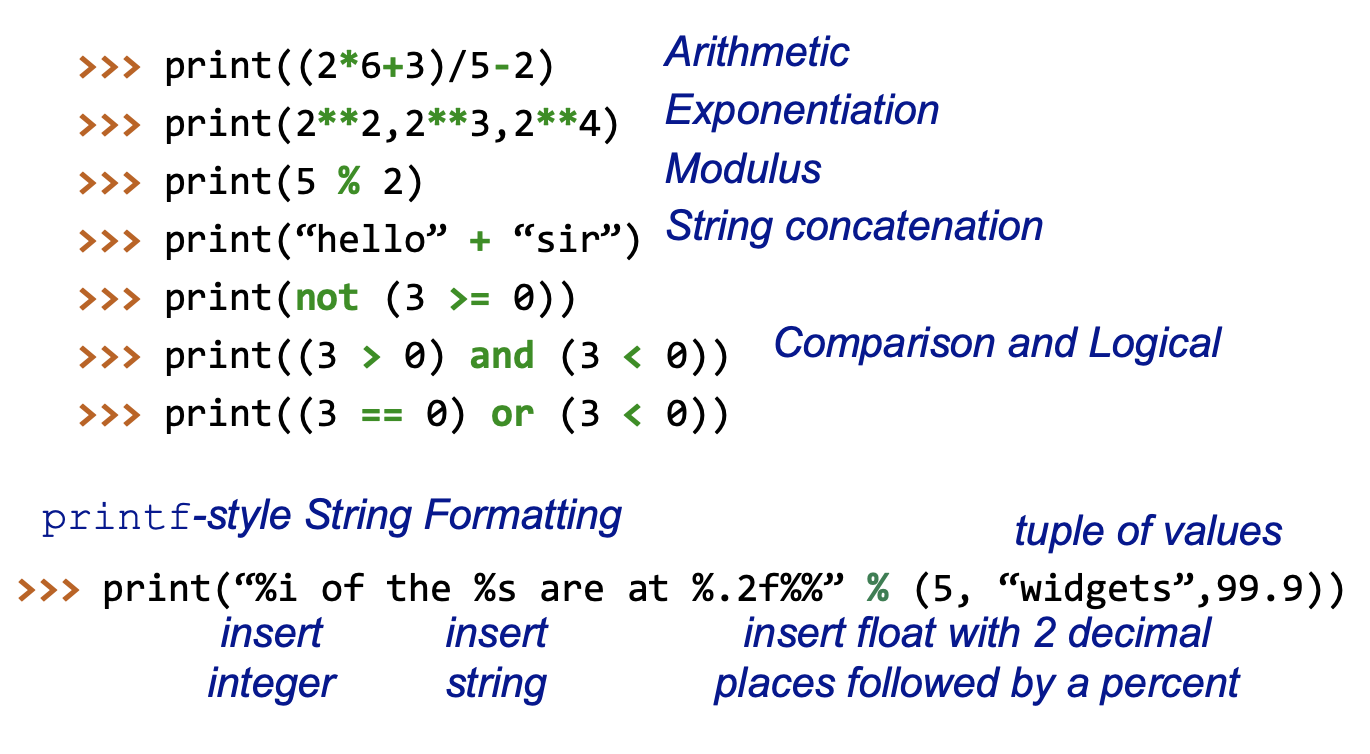 >>> print((2*6+3)/5-2) Arithmetic
>>> print(2**2,2**3,2**4) Exponentiation
>>> print(5 % 2) Modulus
>>> print(“hello” + “sir”) String concatenation
>>> print(not (3 >= 0))
>>> print((3 > 0) and (3 < 0)) Comparison and Logical
>>> print((3 == 0) or (3 < 0))
printf-style String Formatting
tuple of values
>>> print(“%i of the %s are at %.2f%%” % (5, “widgets”,99.9))
insert insert insert float with 2 decimal
integer string places followed by a percent